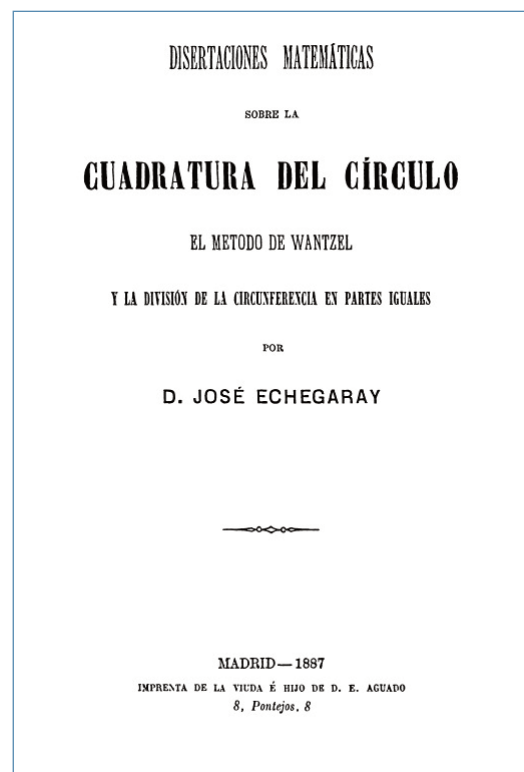 DISERTACIONES MATEMÁTICAS
SOBRE LA
CUADRATURA DEL CÍRCULO
EL METODO DE WANTZEL
Y LA DIVISIÓN DE LA CIRCUNFERENCIA EN PARTES IGUALES
POR
D. JOSÉ ECHEGARAY
MADRID—1887
IMPRENTA DE LA VIUDA É HIJO DE D. E. AGUADO
8, Pontejos, 8